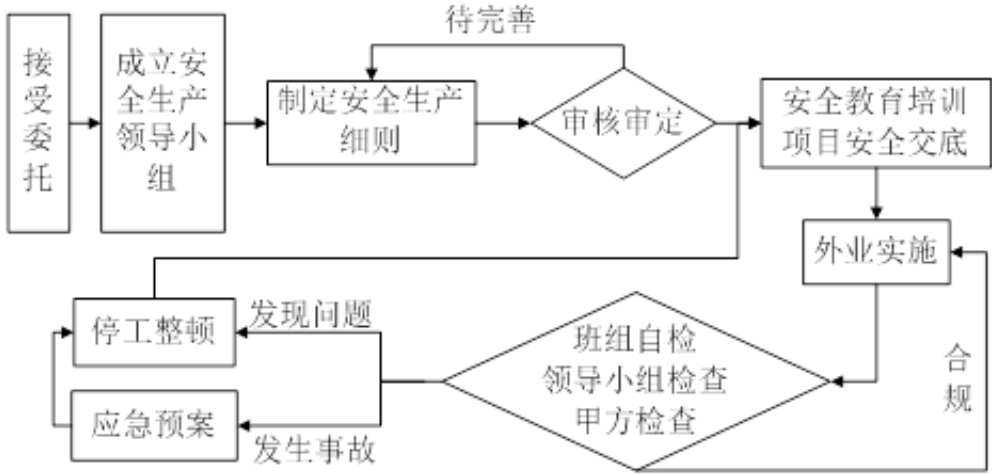 接
受
委
托
成立安
全生产
领导小
组
待完善
制定安全生产
细则
审核审定
安全教育培训
项目安全交底
外业实施
合
规
班组自检
领导小组检查
甲方检查
发现问题
停工整顿
应急预案
发生事故